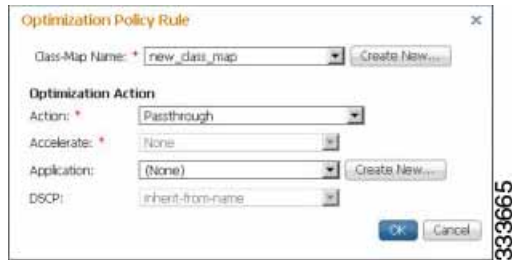 Optimization Policy Rule ×
Class-Map Name: * new_class_map Create New...
Optimization Action
Action: * Passthrough
Accelerate: * None
Application: (None) Create New...
DSCP: inherit-from-name
OK Cancel
333665